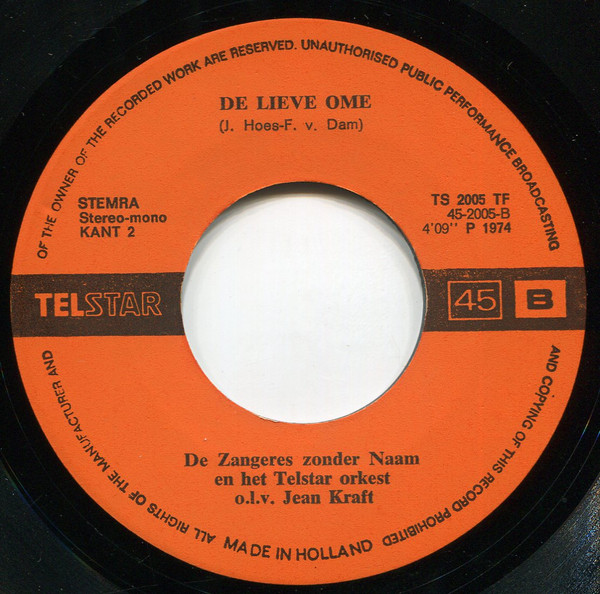 ALL RIGHTS OF THE MANUFACTURER AND OF THE OWNER OF THE RECORDED WORK ARE RESERVED. UNAUTHORISED PUBLIC PERFORMANCE BROADCASTING AND COPYING OF THIS RECORD PROHIBITED
DE LIEVE OME
(J. Hoes-F. v. Dam)
STEMRA
Stereo-mono
KANT 2
TS 2005 TF
45-2005-B
4'09" P 1974
TELSTAR
45 B
De Zangeres zonder Naam
en het Telstar orkest
o.l.v. Jean Kraft
MADE IN HOLLAND